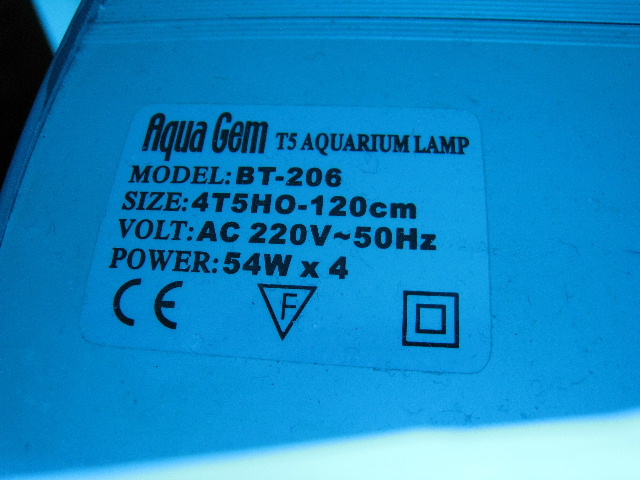 Aqua Gem T5 AQUARIUM LAMP
MODEL: BT-206
SIZE: 4T5HO-120cm
VOLT: AC 220V~50Hz
POWER: 54W x 4
CE F